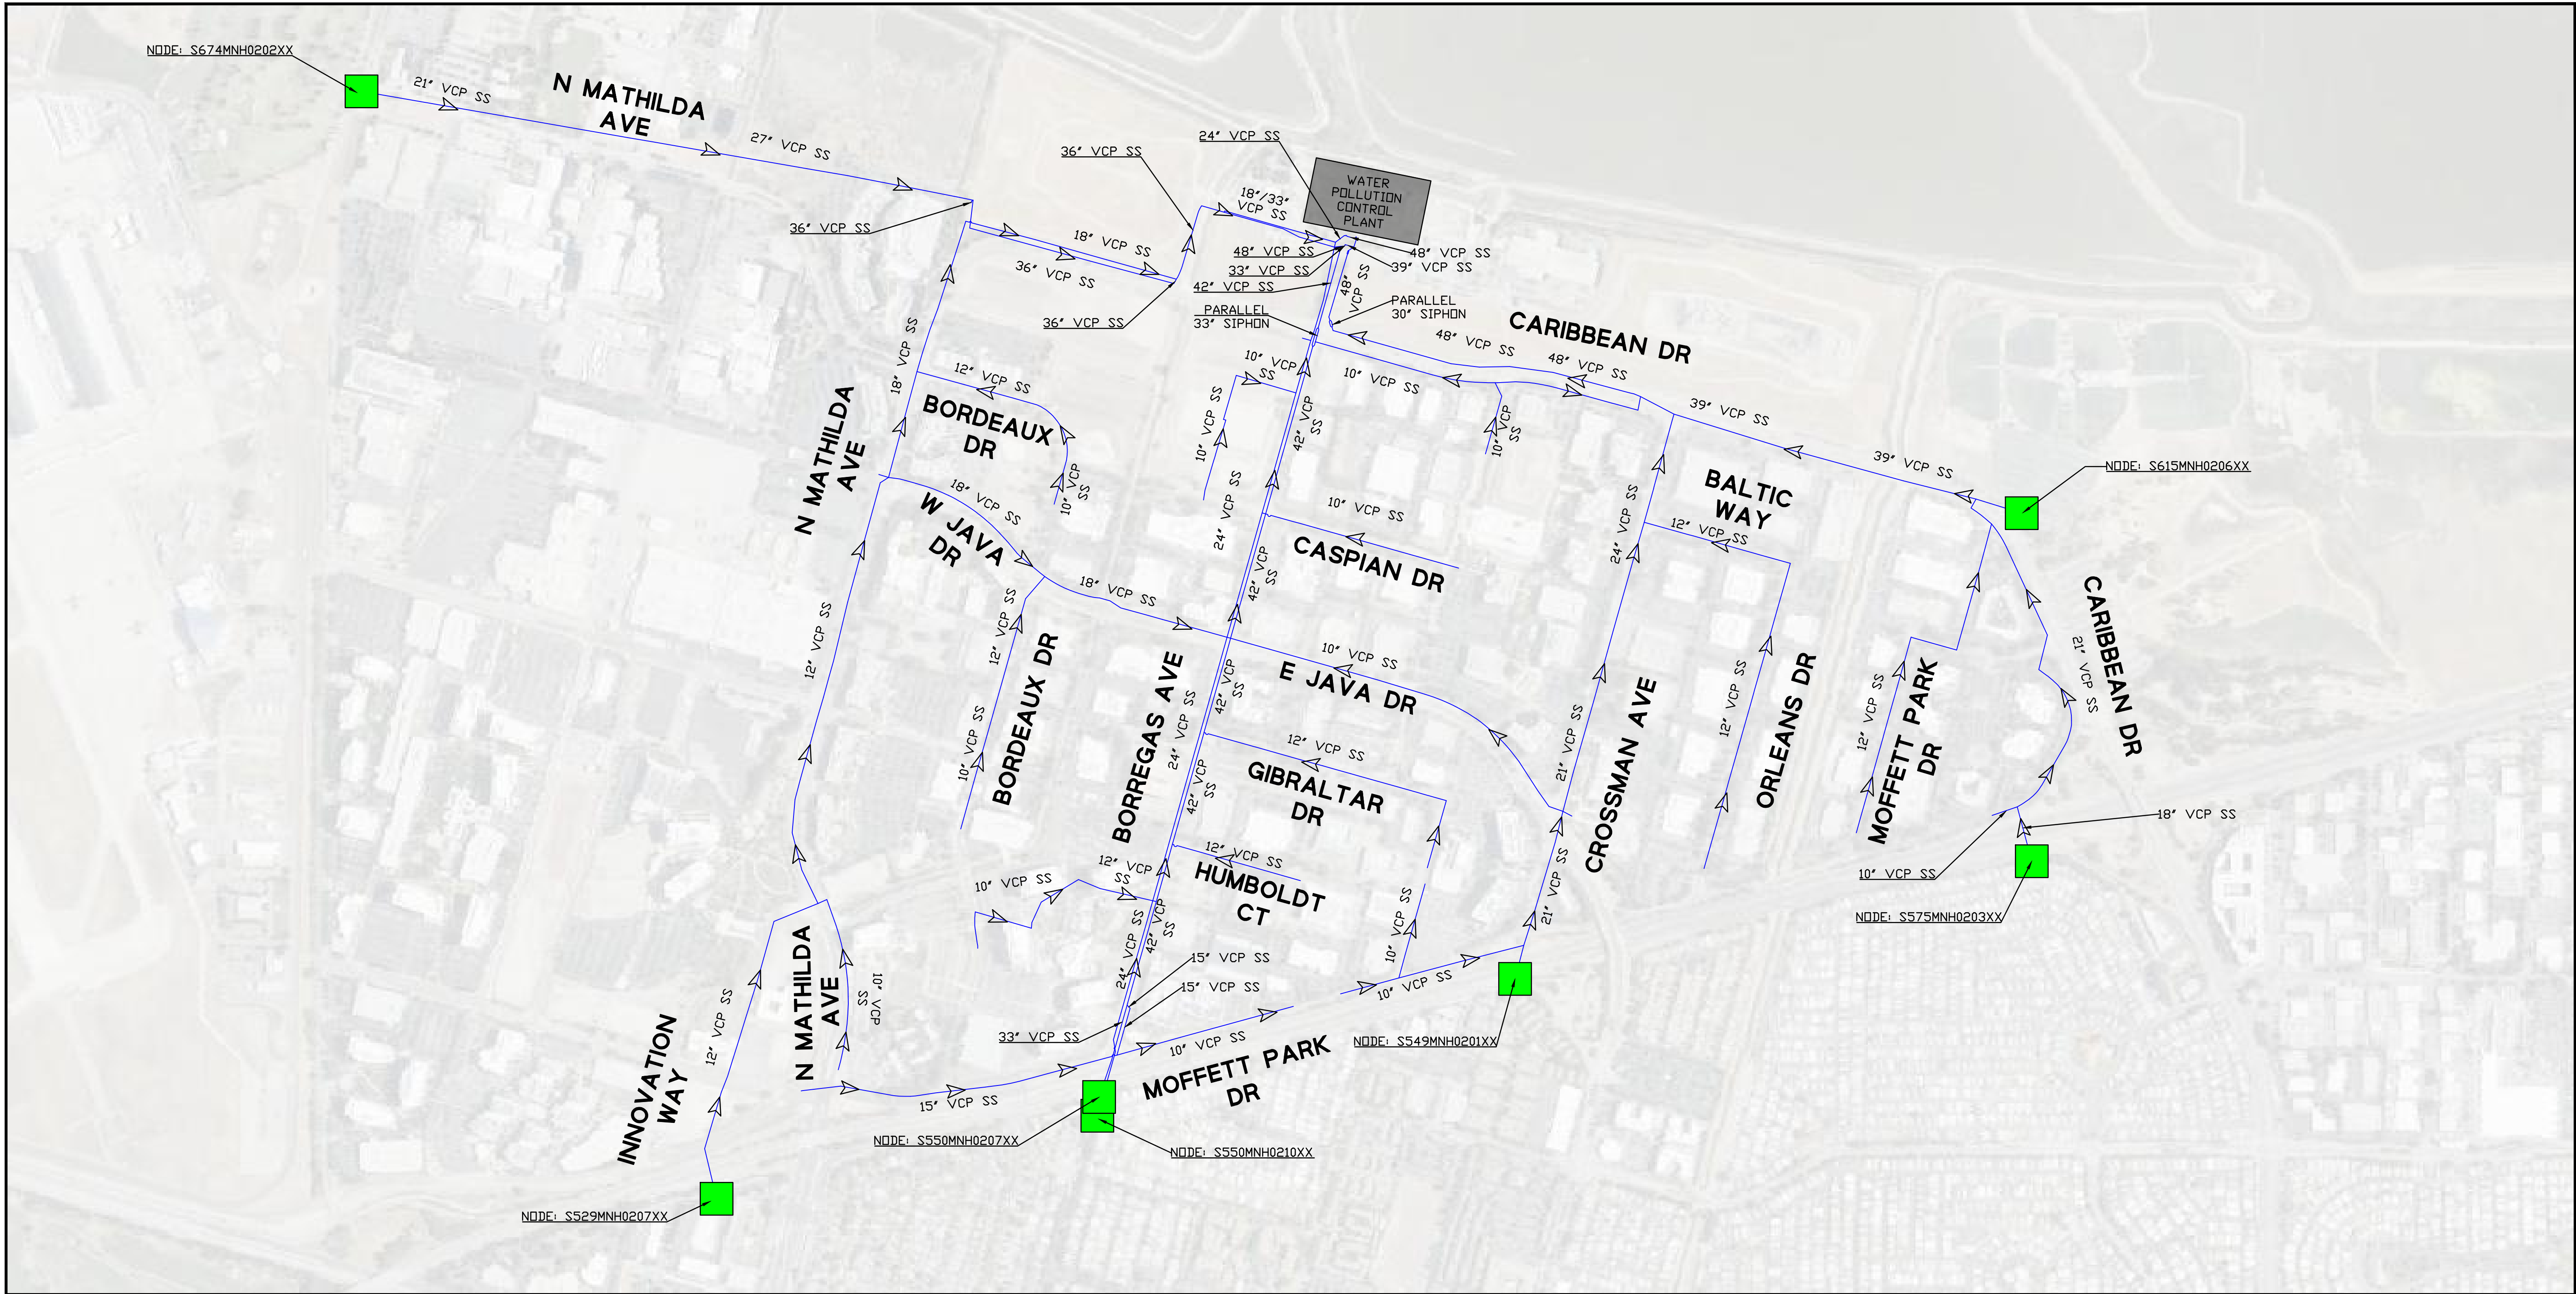 NODE: S674MNH0202XX
21" VCP SS
N MATHILDA
AVE
27" VCP SS
36" VCP SS
24" VCP SS
36" VCP SS
18"/33"
VCP SS
WATER
POLLUTION
CONTROL
PLANT
18" VCP SS
36" VCP SS
36" VCP SS
48" VCP SS
33" VCP SS
42" VCP SS
PARALLEL
33" SIPHON
48" VCP SS
39" VCP SS
48"
VCP SS
PARALLEL
30" SIPHON
CARIBBEAN DR
48" VCP SS
48" VCP SS
10" VCP SS
39" VCP SS
39" VCP SS
NODE: S615MNH0206XX
18" VCP SS
12" VCP SS
BORDEAUX
DR
10" VCP
SS
N MATHILDA
AVE
10" VCP
SS
10" VCP SS
42" VCP
SS
10" VCP
SS
18" VCP SS
W JAVA
DR
24" VCP SS
10" VCP SS
CASPIAN DR
42" VCP
SS
24" VCP SS
BALTIC
WAY
12" VCP SS
18" VCP SS
12" VCP SS
12" VCP SS
BORDEAUX DR
10" VCP SS
BORREGAS AVE
24" VCP SS
42" VCP
SS
10" VCP SS
E JAVA DR
21" VCP SS
CROSSMAN AVE
12" VCP SS
ORLEANS DR
12" VCP SS
MOFFETT PARK
DR
CARIBBEAN DR
21" VCP SS
12" VCP SS
GIBRALTAR
DR
42" VCP
SS
12" VCP SS
HUMBOLDT
CT
12" VCP
SS
10" VCP SS
24" VCP SS
42" VCP
SS
10" VCP SS
21" VCP SS
18" VCP SS
10" VCP SS
NODE: S575MNH0203XX
15" VCP SS
15" VCP SS
33" VCP SS
10" VCP SS
NODE: S549MNH0201XX
10" VCP SS
MOFFETT PARK
DR
N MATHILDA
AVE
10" VCP
SS
12" VCP SS
INNOVATION
WAY
15" VCP SS
NODE: S550MNH0207XX
NODE: S550MNH0210XX
NODE: S529MNH0207XX